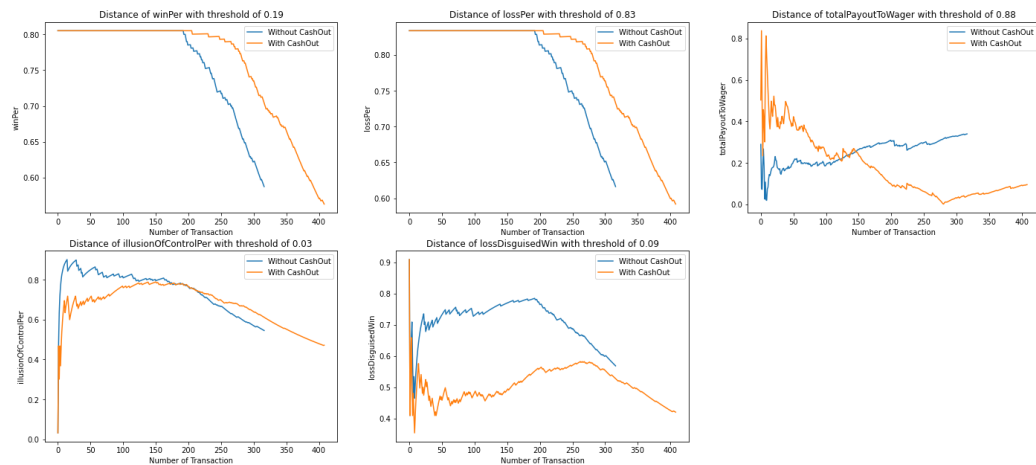 Distance of winPer with threshold of 0.19
Without CashOut
With CashOut
0.80
0.75
0.70
0.65
0.60
winPer
0
50
100
150
200
250
300
350
400
Number of Transaction
Distance of lossPer with threshold of 0.83
Without CashOut
With CashOut
0.80
0.75
0.70
0.65
0.60
lossPer
0
50
100
150
200
250
300
350
400
Number of Transaction
Distance of totalPayoutToWager with threshold of 0.88
Without CashOut
With CashOut
0.8
0.6
0.4
0.2
0.0
totalPayoutToWager
0
50
100
150
200
250
300
350
400
Number of Transaction
Distance of illusionOfControlPer with threshold of 0.03
Without CashOut
With CashOut
0.8
0.6
0.4
0.2
0.0
illusionOfControlPer
0
50
100
150
200
250
300
350
400
Number of Transaction
Distance of lossDisguisedWin with threshold of 0.09
Without CashOut
With CashOut
0.9
0.8
0.7
0.6
0.5
0.4
lossDisguisedWin
0
50
100
150
200
250
300
350
400
Number of Transaction